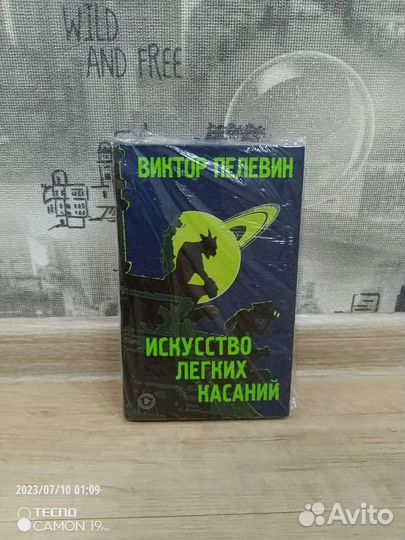 WILD
AND FREE
ВИКТОР ПЕЛЕВИН
ИСКУССТВО
ЛЕГКИХ
КАСАНИЙ
18+
2023/07/10 01:09
TECNO
CAMON 19
Avito